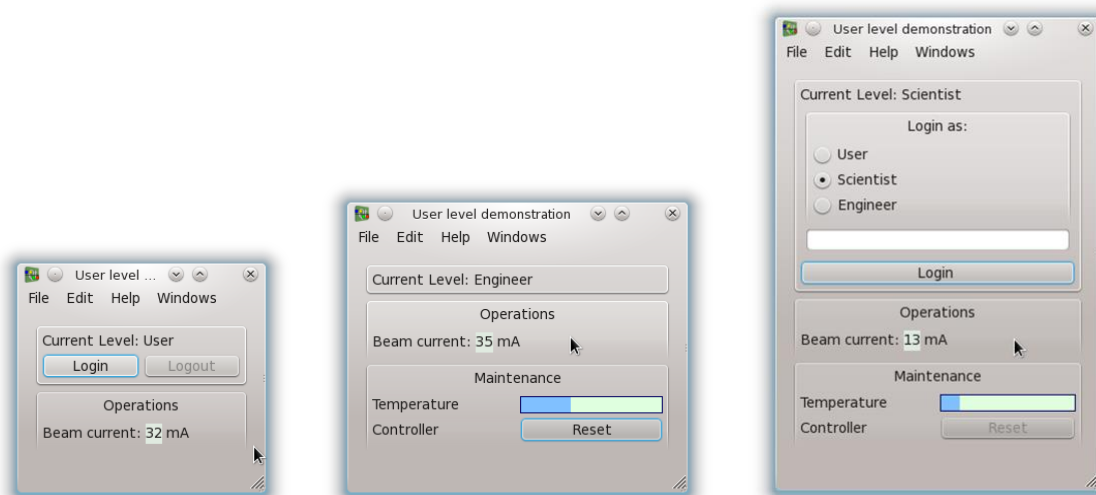 User level ...
File Edit Help Windows
Current Level: User
Login Logout
Operations
Beam current: 32 mA
User level demonstration
File Edit Help Windows
Current Level: Engineer
Operations
Beam current: 35 mA
Maintenance
Temperature
Controller Reset
User level demonstration
File Edit Help Windows
Current Level: Scientist
Login as:
User
Scientist
Engineer
Login
Operations
Beam current: 13 mA
Maintenance
Temperature
Controller Reset